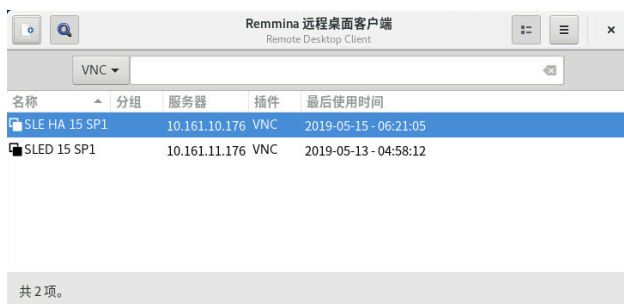 Remmina 远程桌面客户端
Remote Desktop Client
VNC
名称 分组 服务器 插件 最后使用时间
SLE HA 15 SP1 10.161.10.176 VNC 2019-05-15 - 06:21:05
SLED 15 SP1 10.161.11.176 VNC 2019-05-13 - 04:58:12
共 2 项。